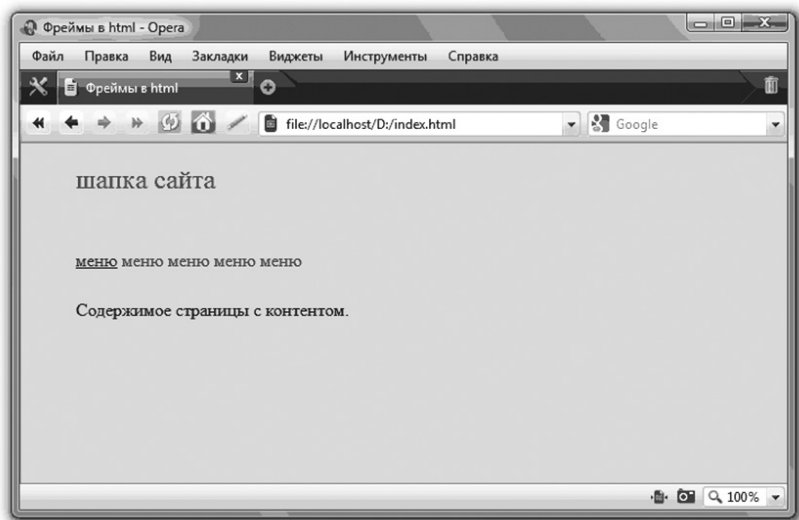 Фреймы в html - Opera
Файл Правка Вид Закладки Виджеты Инструменты Справка
Фреймы в html
file://localhost/D:/index.html Google
шапка сайта
меню меню меню меню меню
Содержимое страницы с контентом.
100%